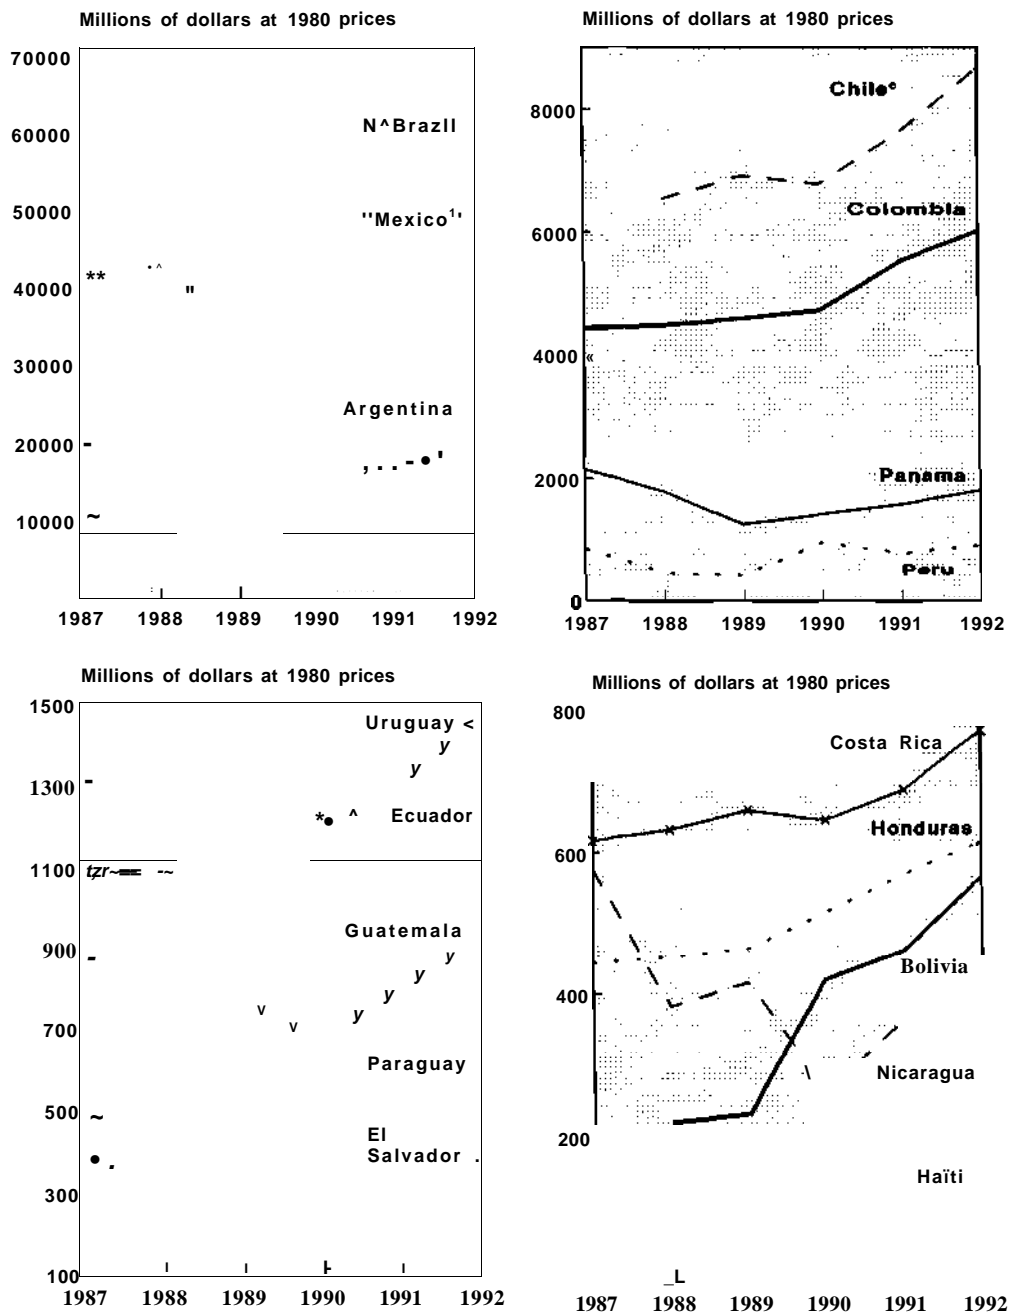 Millions of dollars at 1980 prices
70000
60000
50000
40000
30000
20000
10000
N^BrazIl
"Mexico¹'
Argentina
1987 1988 1989 1990 1991 1992
8000
6000
4000
2000
0
Chile
Colombia
Panama
Peru
1987 1988 1989 1990 1991 1992
Millions of dollars at 1980 prices
Millions of dollars at 1980 prices
1500
1300
1100
900
700
500
300
100
Uruguay <
Ecuador
Guatemala
Paraguay
El
Salvador .
1987 1988 1989 1990 1991 1992
Millions of dollars at 1980 prices
800
600
400
200
Costa Rica
Honduras
Bolivia
Nicaragua
Haïti
1987 1988 1989 1990 1991 1992